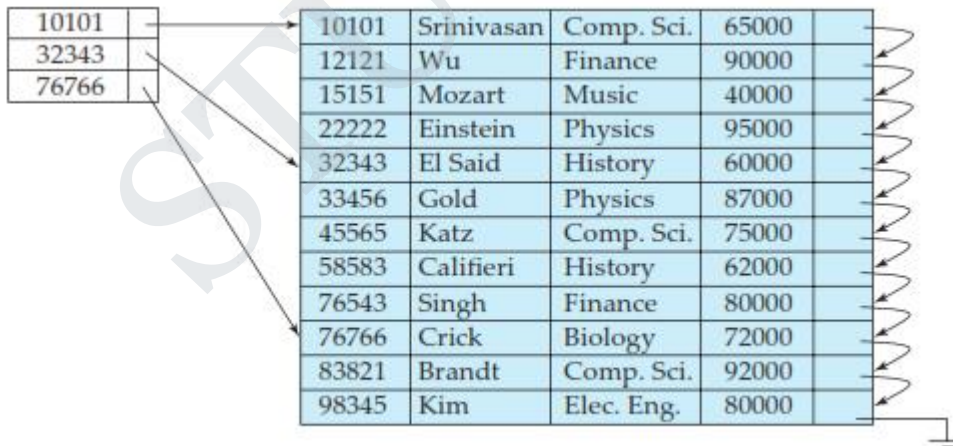 10101
32343
76766
10101 Srinivasan Comp. Sci. 65000
12121 Wu Finance 90000
15151 Mozart Music 40000
22222 Einstein Physics 95000
32343 El Said History 60000
33456 Gold Physics 87000
45565 Katz Comp. Sci. 75000
58583 Califieri History 62000
76543 Singh Finance 80000
76766 Crick Biology 72000
83821 Brandt Comp. Sci. 92000
98345 Kim Elec. Eng. 80000